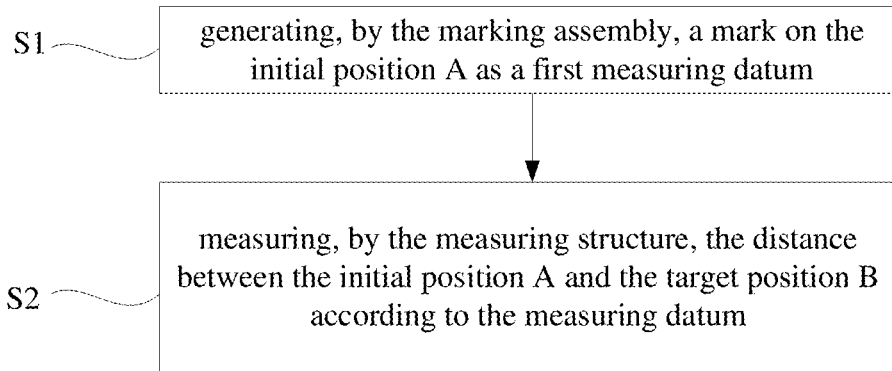 S1
generating, by the marking assembly, a mark on the
initial position A as a first measuring datum
S2
measuring, by the measuring structure, the distance
between the initial position A and the target position B
according to the measuring datum